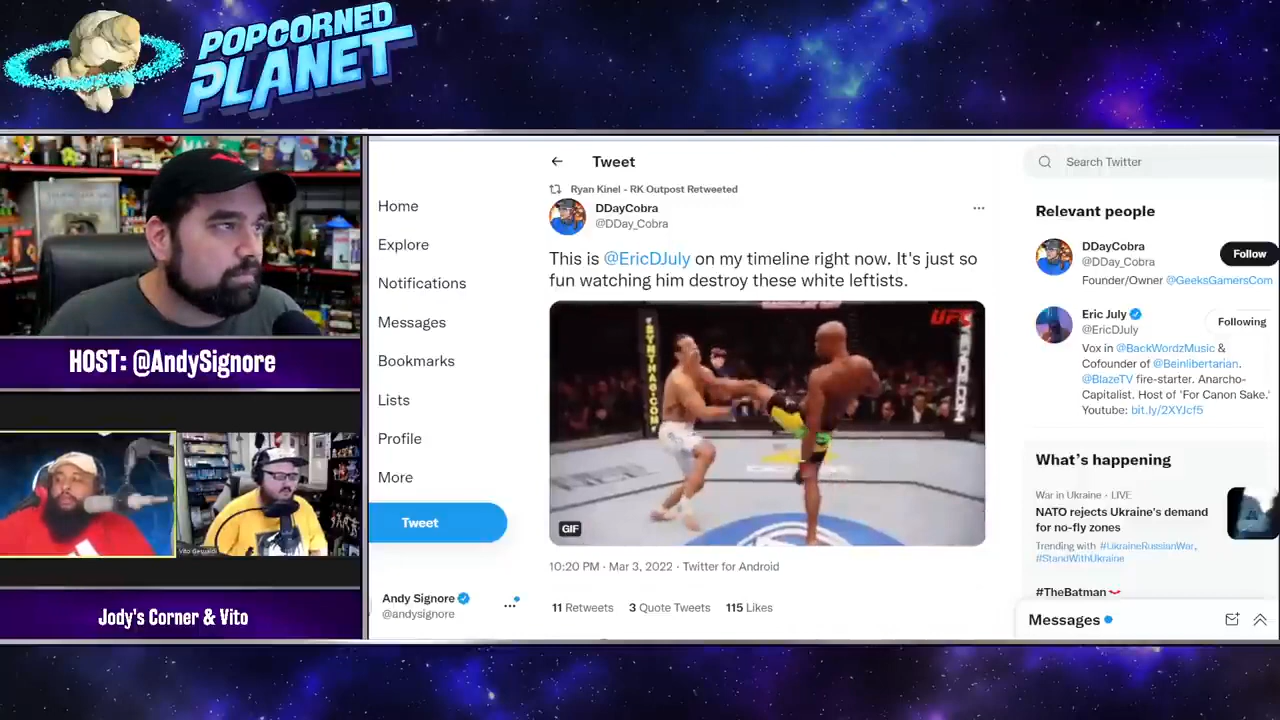 POPCORNED
PLANET
HOST: @AndySignore
Vito Gesualdi
Jody's Corner & Vito
Home
Explore
Notifications
Messages
Bookmarks
Lists
Profile
More
Tweet
Andy Signore
@andysignore
Tweet
Ryan Kinel - RK Outpost Retweeted
DDayCobra
@DDay_Cobra
This is @EricDJuly on my timeline right now. It's just so
fun watching him destroy these white leftists.
UFC
GIF
10:20 PM · Mar 3, 2022 · Twitter for Android
11 Retweets 3 Quote Tweets 115 Likes
Search Twitter
Relevant people
DDayCobra
@DDay_Cobra
Follow
Founder/Owner @GeeksGamersCom
Eric July
@EricDJuly
Following
Vox in @BackWordzMusic &
Cofounder of @Beinlibertarian.
@BlazeTV fire-starter. Anarcho-
Capitalist. Host of 'For Canon Sake.'
Youtube: bit.ly/2XYJcf5
What's happening
War in Ukraine · LIVE
NATO rejects Ukraine's demand
for no-fly zones
Trending with #UkraineRussianWar,
#StandWithUkraine
#TheBatman
Messages